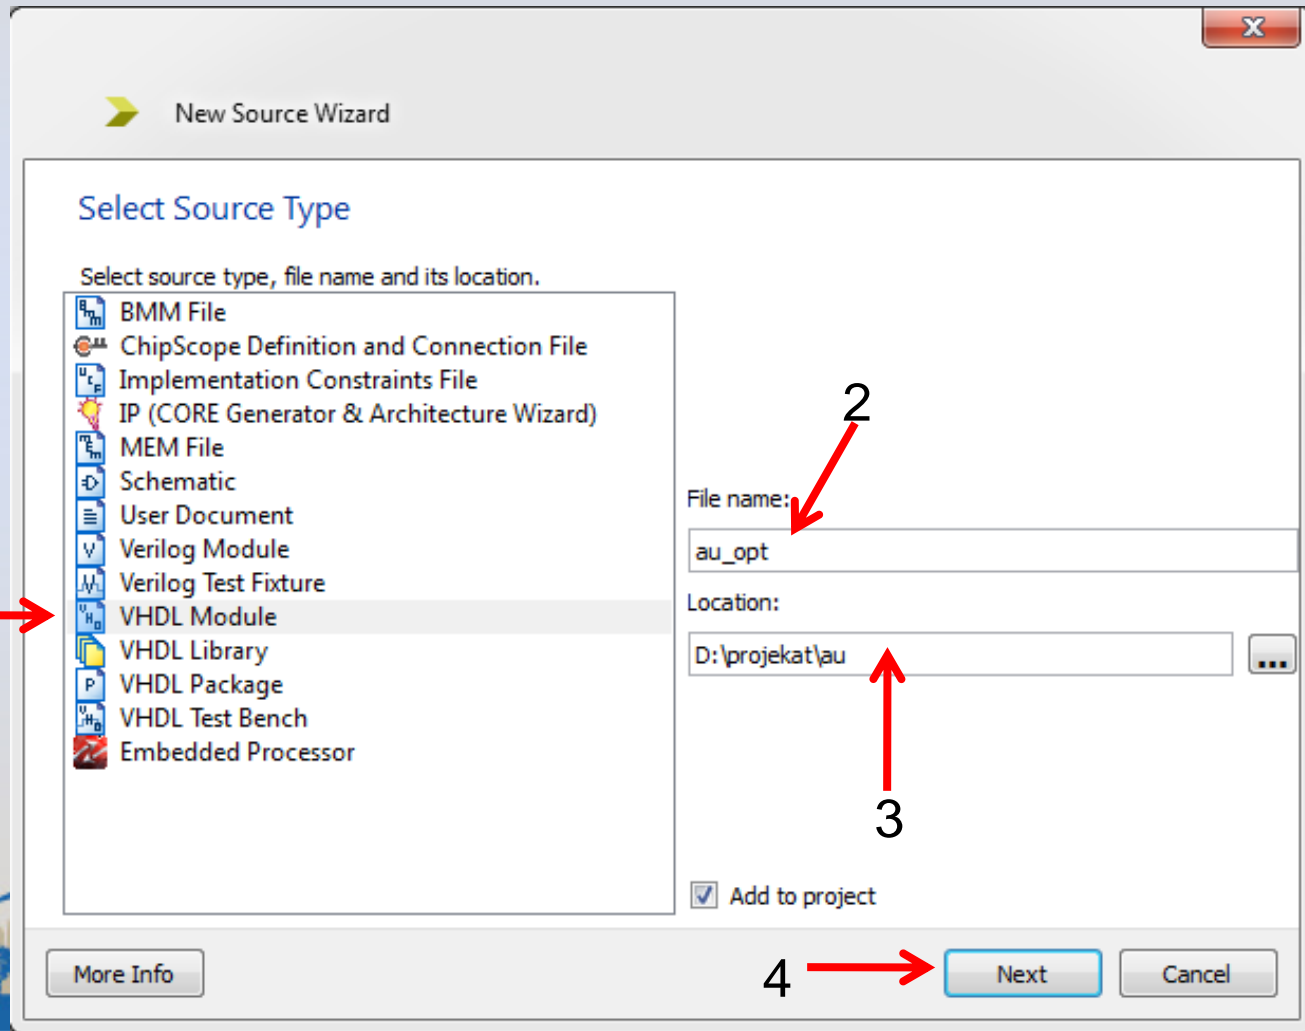 New Source Wizard
Select Source Type
Select source type, file name and its location.
BMM File
ChipScope Definition and Connection File
Implementation Constraints File
IP (CORE Generator & Architecture Wizard)
MEM File
Schematic
User Document
Verilog Module
Verilog Test Fixture
VHDL Module
VHDL Library
VHDL Package
VHDL Test Bench
Embedded Processor
2
File name:
au_opt
Location:
D:\projekat\au
...
3
Add to project
More Info
4
Next
Cancel